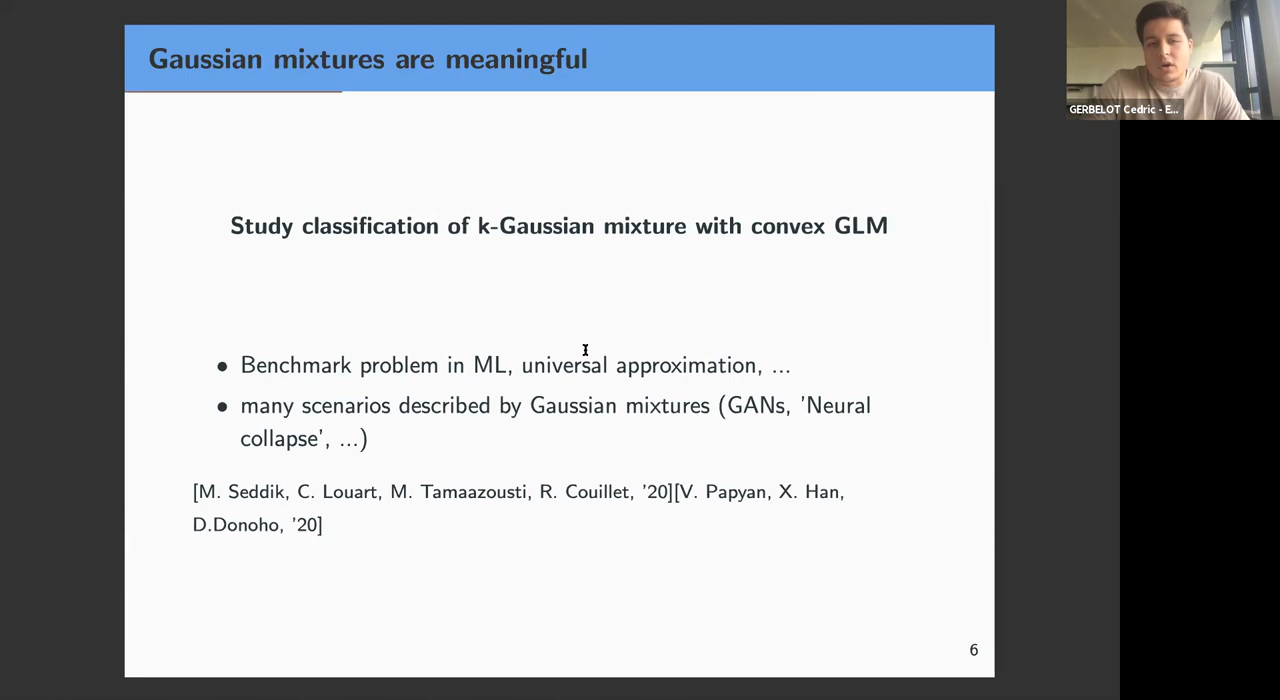 Gaussian mixtures are meaningful
GERBELOT Cedric - E...
Study classification of k-Gaussian mixture with convex GLM
• Benchmark problem in ML, universal approximation, ...
• many scenarios described by Gaussian mixtures (GANs, 'Neural
collapse', ...)
[M. Seddik, C. Louart, M. Tamaazousti, R. Couillet, '20][V. Papyan, X. Han,
D.Donoho, '20]
6